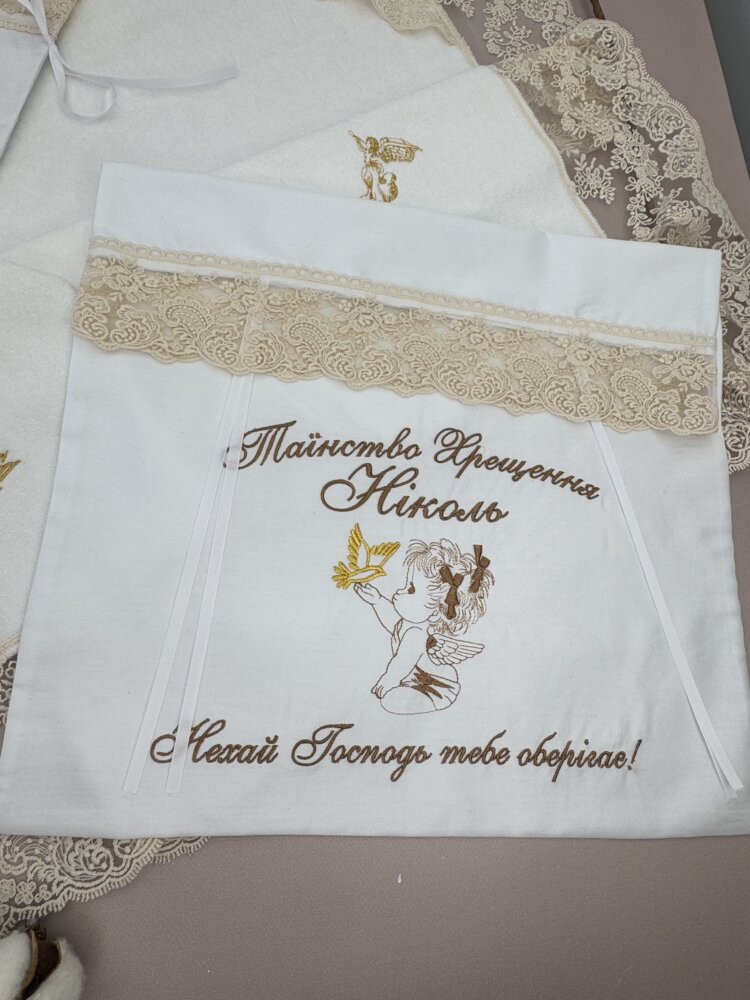 Таїнство Хрещення
Ніколь
Нехай Господь тебе оберігає!